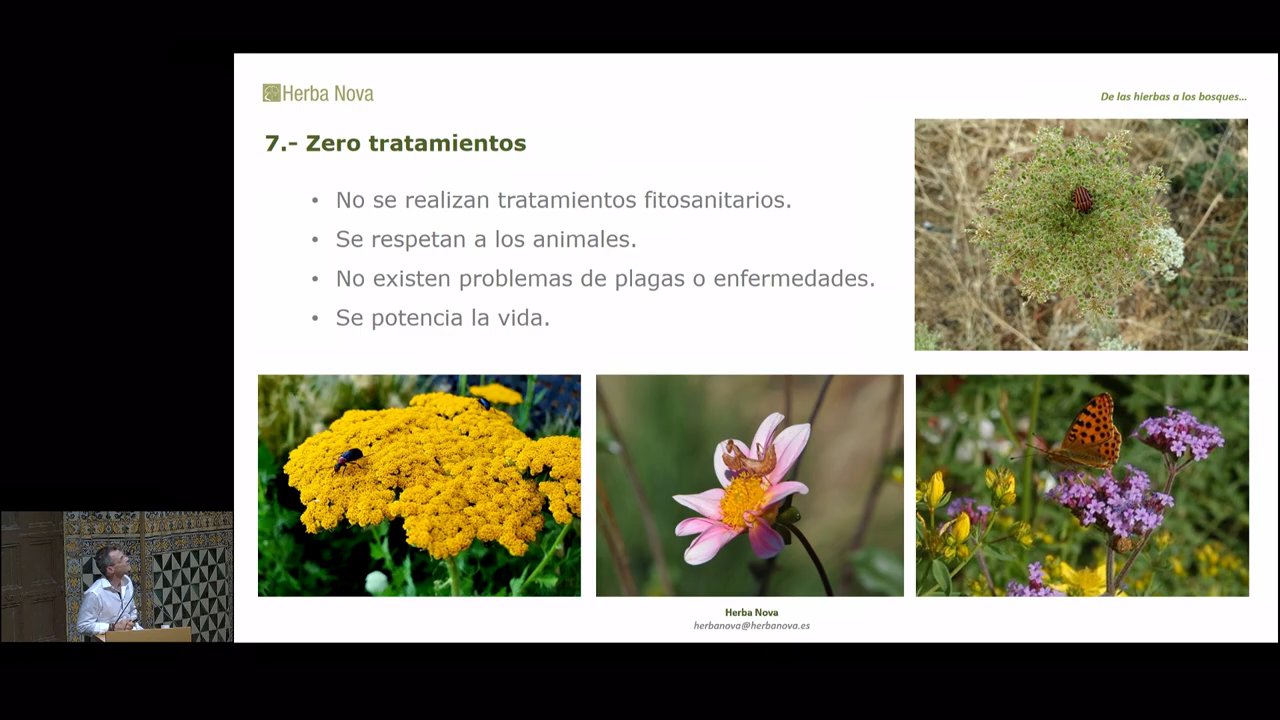 Herba Nova
De las hierbas a los bosques...
7.- Zero tratamientos
• No se realizan tratamientos fitosanitarios.
• Se respetan a los animales.
• No existen problemas de plagas o enfermedades.
• Se potencia la vida.
Herba Nova
herbanova@herbanova.es